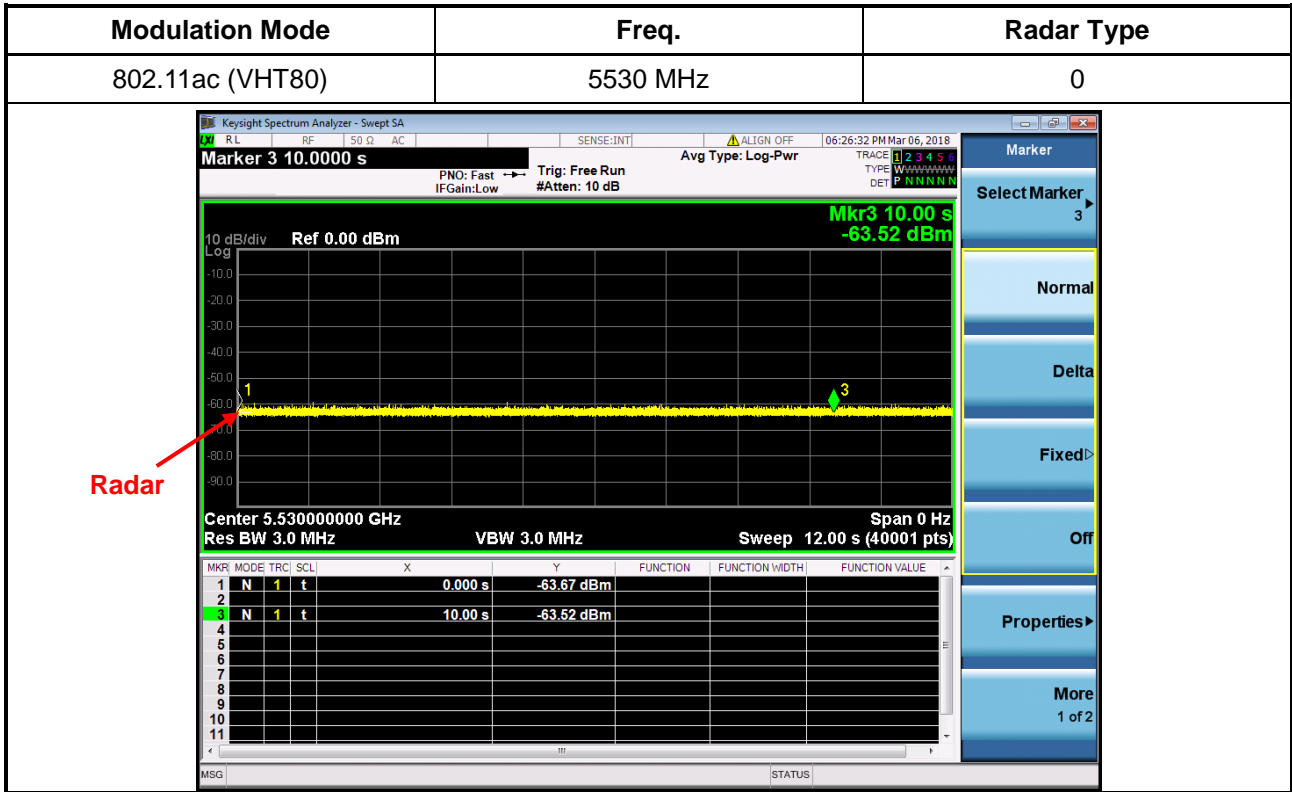 Modulation Mode Freq. Radar Type
802.11ac (VHT80) 5530 MHz 0
Keysight Spectrum Analyzer - Swept SA
LXI RL RF 50 Ω AC SENSE:INT ALIGN OFF 06:26:32 PM Mar 06, 2018
Marker 3 10.0000 s
PNO: Fast
IFGain:Low
Trig: Free Run
#Atten: 10 dB
Avg Type: Log-Pwr
TRACE 1 2 3 4 5 6
TYPE WWWWWWW
DET P N N N N N
Mkr3 10.00 s
-63.52 dBm
10 dB/div Ref 0.00 dBm
Log
-10.0
-20.0
-30.0
-40.0
-50.0
-60.0
-70.0
-80.0
-90.0
1
3
Radar
Center 5.530000000 GHz Span 0 Hz
Res BW 3.0 MHz VBW 3.0 MHz Sweep 12.00 s (40001 pts)
MKR MODE TRC SCL X Y FUNCTION FUNCTION WIDTH FUNCTION VALUE
1 N 1 t 0.000 s -63.67 dBm
2
3 N 1 t 10.00 s -63.52 dBm
4
5
6
7
8
9
10
11
MSG STATUS
Marker
Select Marker
3
Normal
Delta
Fixed
Off
Properties
More
1 of 2